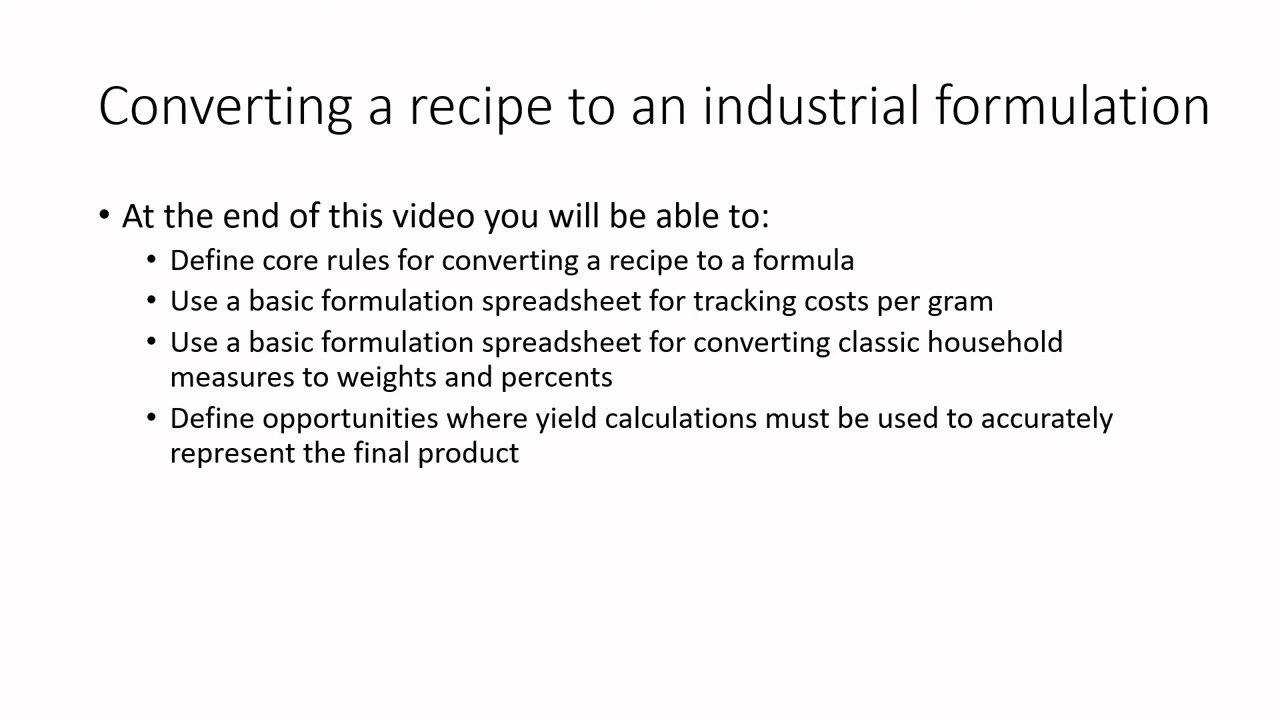 Converting a recipe to an industrial formulation
• At the end of this video you will be able to:
• Define core rules for converting a recipe to a formula
• Use a basic formulation spreadsheet for tracking costs per gram
• Use a basic formulation spreadsheet for converting classic household
measures to weights and percents
• Define opportunities where yield calculations must be used to accurately
represent the final product